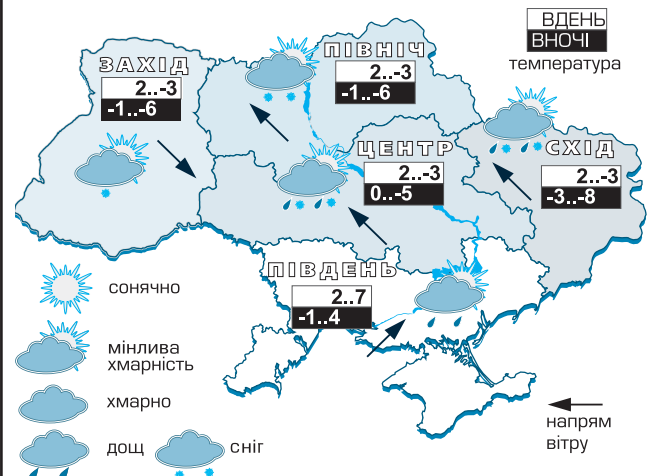 ВДЕНЬ
ВНОЧІ
температура
ЗАХІД
2..-3
-1..-6
ПІВНІЧ
2..-3
-1..-6
ЦЕНТР
2..-3
0..-5
СХІД
2..-3
-3..-8
ПІВДЕНЬ
2..7
-1..4
сонячно
мінлива
хмарність
хмарно
дощ
сніг
напрям
вітру